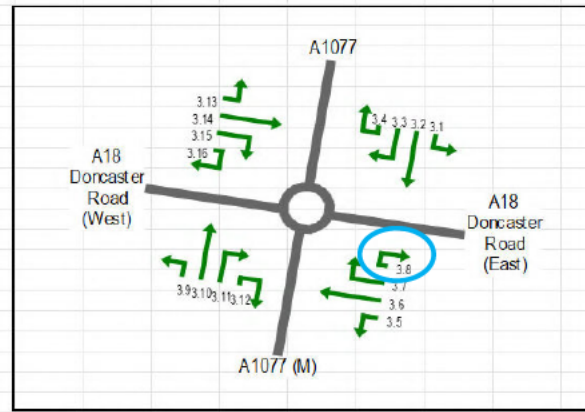 A1077
3.13
3.14
3.15
3.16
3.4 3.3 3.2 3.1
A18
Doncaster
Road
(West)
A18
Doncaster
Road
(East)
3.8
3.7
3.6
3.5
3.9 3.10 3.11 3.12
A1077 (M)